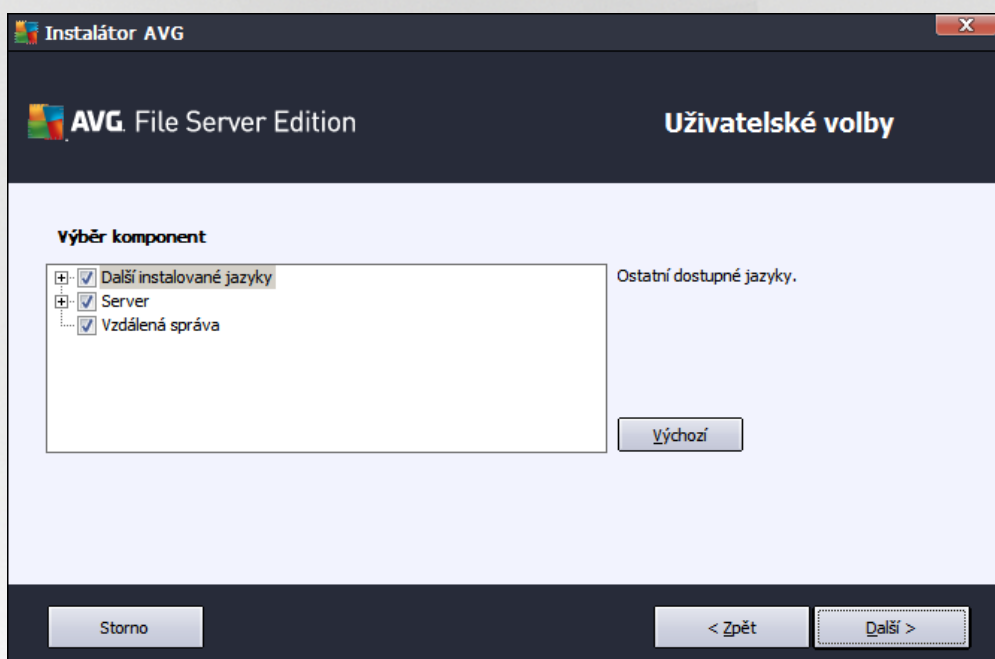 Instalátor AVG
AVG File Server Edition
Uživatelské volby
Výběr komponent
Další instalované jazyky
Server
Vzdálená správa
Ostatní dostupné jazyky.
Výchozí
Storno
< Zpět
Další >